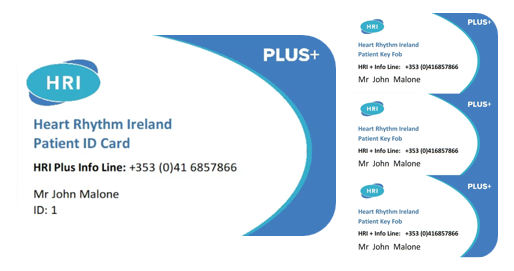 PLUS+
HRI
Heart Rhythm Ireland
Patient ID Card
HRI Plus Info Line: +353 (0)41 6857866
Mr John Malone
ID: 1
PLUS+
HRI
Heart Rhythm Ireland
Patient Key Fob
HRI + Info Line: +353 (0)416857866
Mr John Malone
PLUS+
HRI
Heart Rhythm Ireland
Patient Key Fob
HRI + Info Line: +353 (0)416857866
Mr John Malone
PLUS+
HRI
Heart Rhythm Ireland
Patient Key Fob
HRI + Info Line: +353 (0)416857866
Mr John Malone